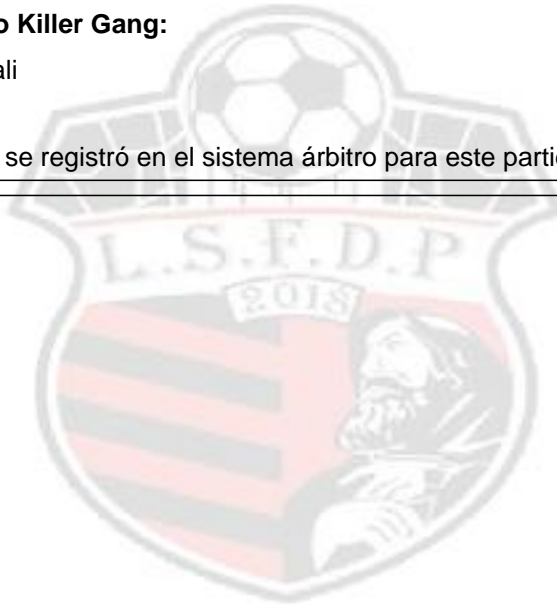 o Killer Gang:
ali
se registró en el sistema árbitro para este parti
L.S.F.D.P
2018